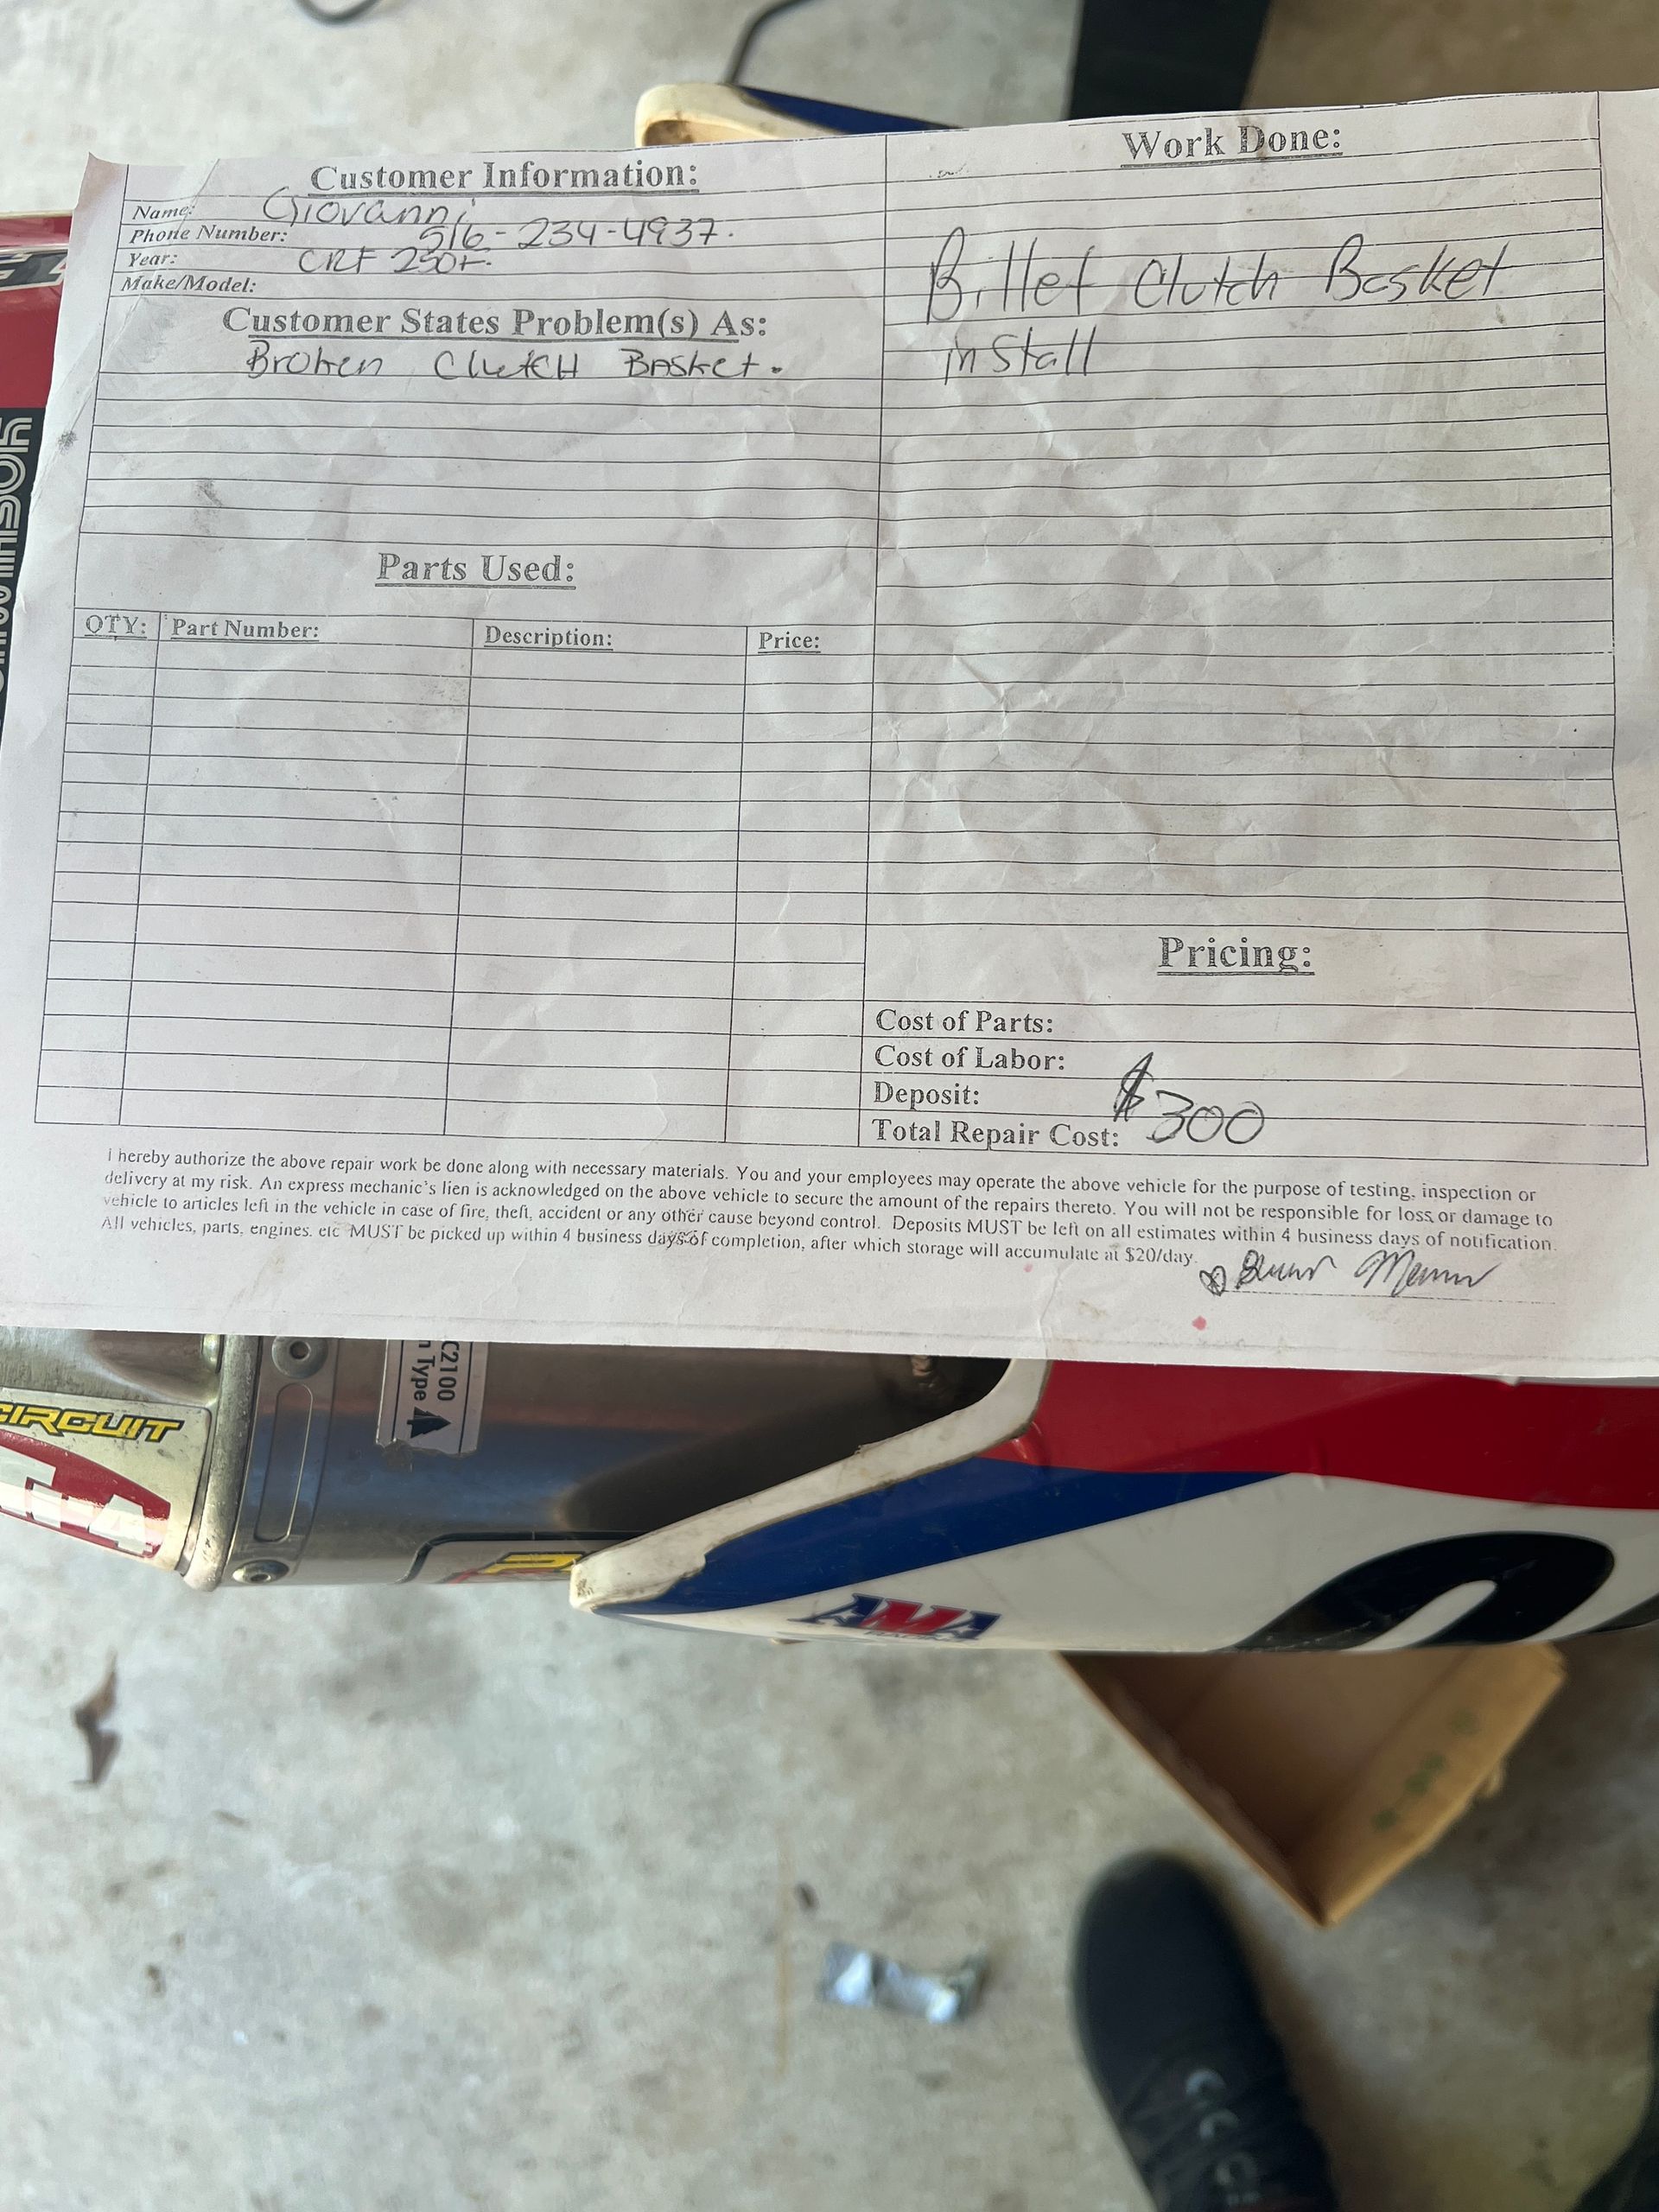 Customer Information:
Name: Giovanni
Phone Number: 516-234-4937.
Year: CRF 250F.
Make/Model:
Customer States Problem(s) As:
Broken ClutcH BAsket.
Parts Used:
QTY: Part Number: Description: Price:
Work Done:
Billet Clutch Basket
install
Pricing:
Cost of Parts:
Cost of Labor:
Deposit:
Total Repair Cost: $300
I hereby authorize the above repair work be done along with necessary materials. You and your employees may operate the above vehicle for the purpose of testing, inspection or
delivery at my risk. An express mechanic's lien is acknowledged on the above vehicle to secure the amount of the repairs thereto. You will not be responsible for loss or damage to
vehicle to articles left in the vehicle in case of fire, theft, accident or any other cause beyond control. Deposits MUST be left on all estimates within 4 business days of notification.
All vehicles, parts, engines. etc MUST be picked up within 4 business days of completion, after which storage will accumulate at $20/day.
C2100
n Type
CIRCUIT
AMA